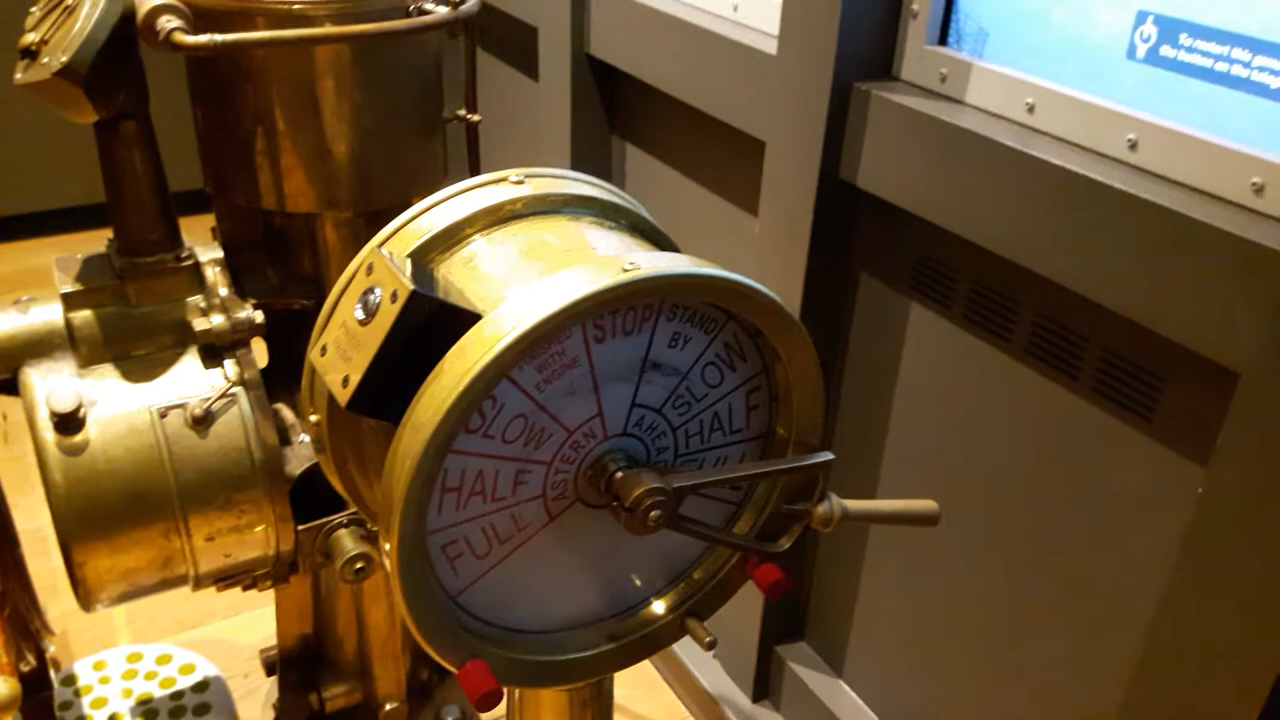 To restart this game
the button on the
STOP
STAND
BY
SLOW
HALF
FULL
AHEAD
FINISHED
WITH
ENGINE
SLOW
HALF
FULL
ASTERN